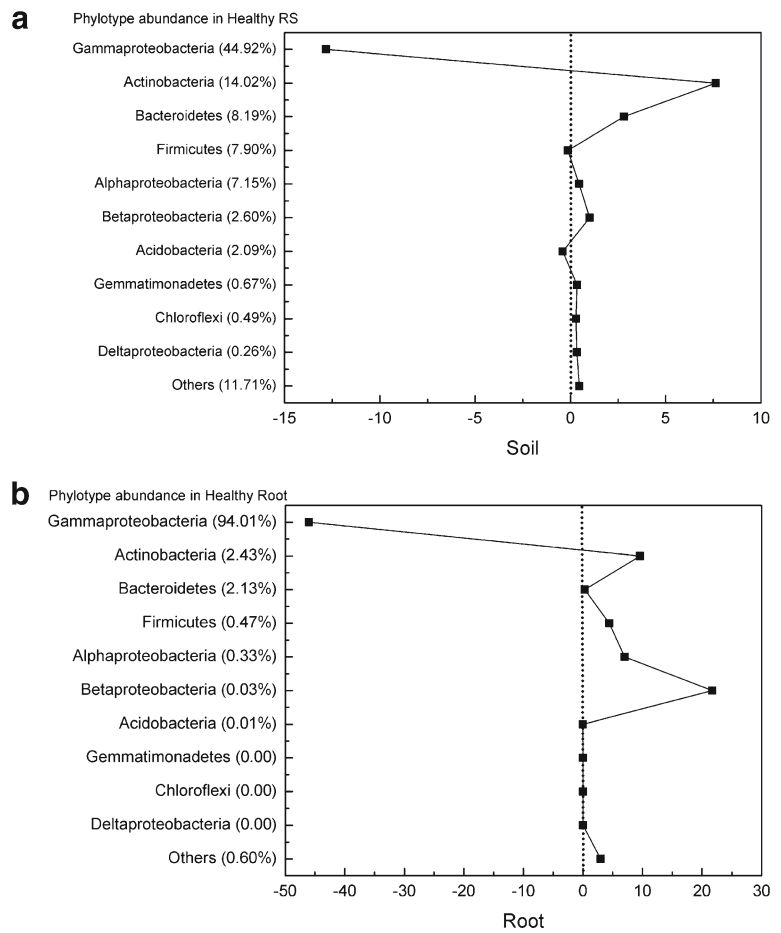 a
Phylotype abundance in Healthy RS
Gammaproteobacteria (44.92%)
Actinobacteria (14.02%)
Bacteroidetes (8.19%)
Firmicutes (7.90%)
Alphaproteobacteria (7.15%)
Betaproteobacteria (2.60%)
Acidobacteria (2.09%)
Gemmatimonadetes (0.67%)
Chloroflexi (0.49%)
Deltaproteobacteria (0.26%)
Others (11.71%)
-15 -10 -5 0 5 10
Soil
b
Phylotype abundance in Healthy Root
Gammaproteobacteria (94.01%)
Actinobacteria (2.43%)
Bacteroidetes (2.13%)
Firmicutes (0.47%)
Alphaproteobacteria (0.33%)
Betaproteobacteria (0.03%)
Acidobacteria (0.01%)
Gemmatimonadetes (0.00)
Chloroflexi (0.00)
Deltaproteobacteria (0.00)
Others (0.60%)
-50 -40 -30 -20 -10 0 10 20 30
Root